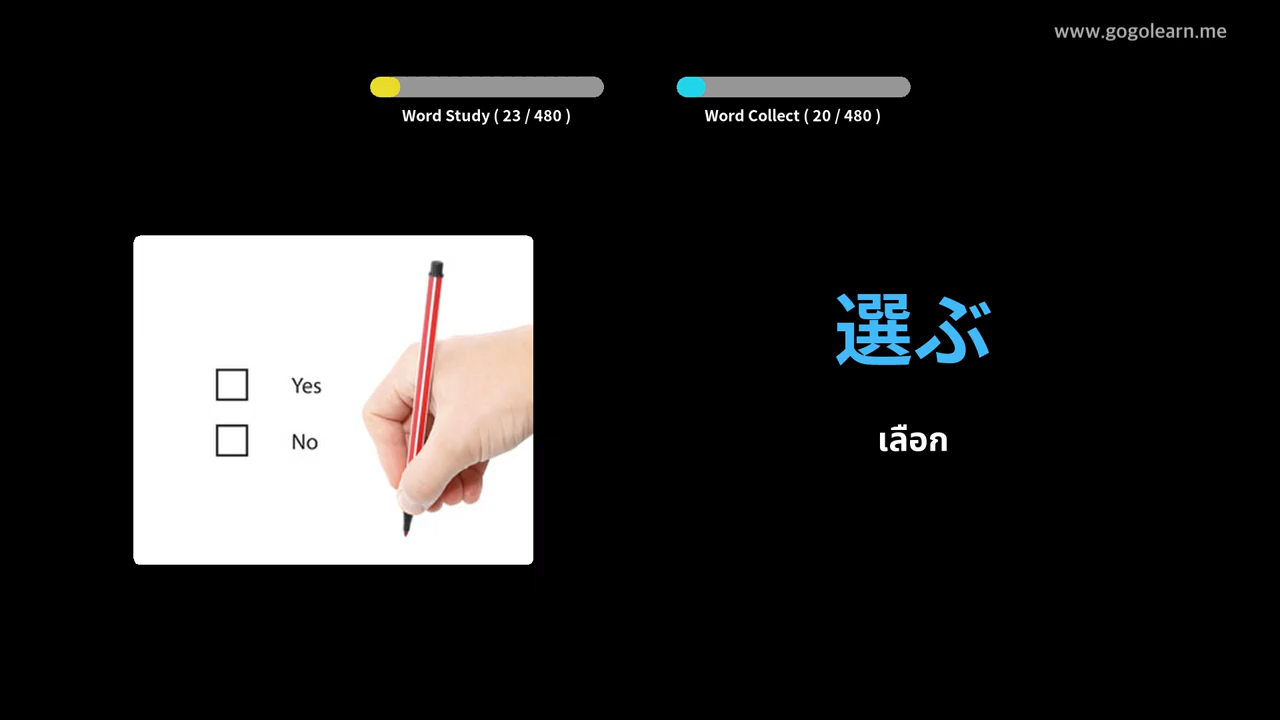 www.gogolearn.me
Word Study ( 23 / 480 )
Word Collect ( 20 / 480 )
Yes
No
選ぶ
เลือก